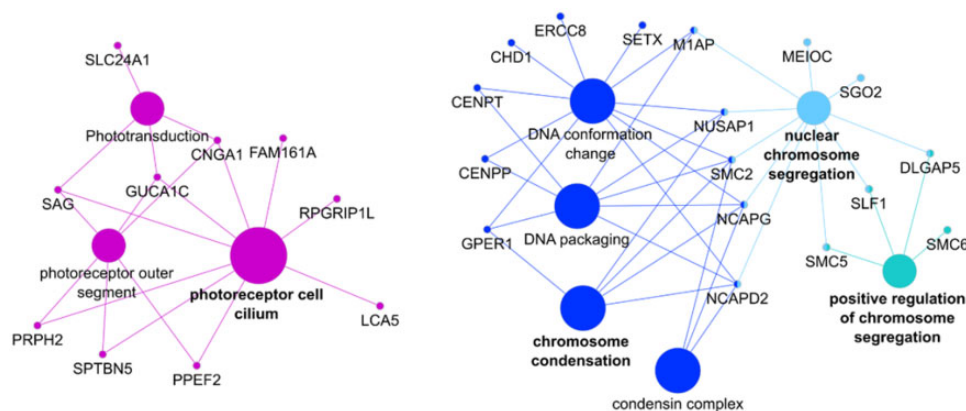 SLC24A1
Phototransduction
CNGA1
FAM161A
GUCA1C
SAG
RPGRIP1L
photoreceptor outer
segment
photoreceptor cell
cilium
LCA5
PRPH2
SPTBN5
PPEF2
ERCC8
SETX
M1AP
CHD1
MEIOC
SGO2
CENPT
DNA conformation
change
NUSAP1
nuclear
chromosome
segregation
CENPP
SMC2
DLGAP5
NCAPG
SLF1
GPER1
DNA packaging
SMC5
SMC6
NCAPD2
positive regulation
of chromosome
segregation
chromosome
condensation
condensin complex